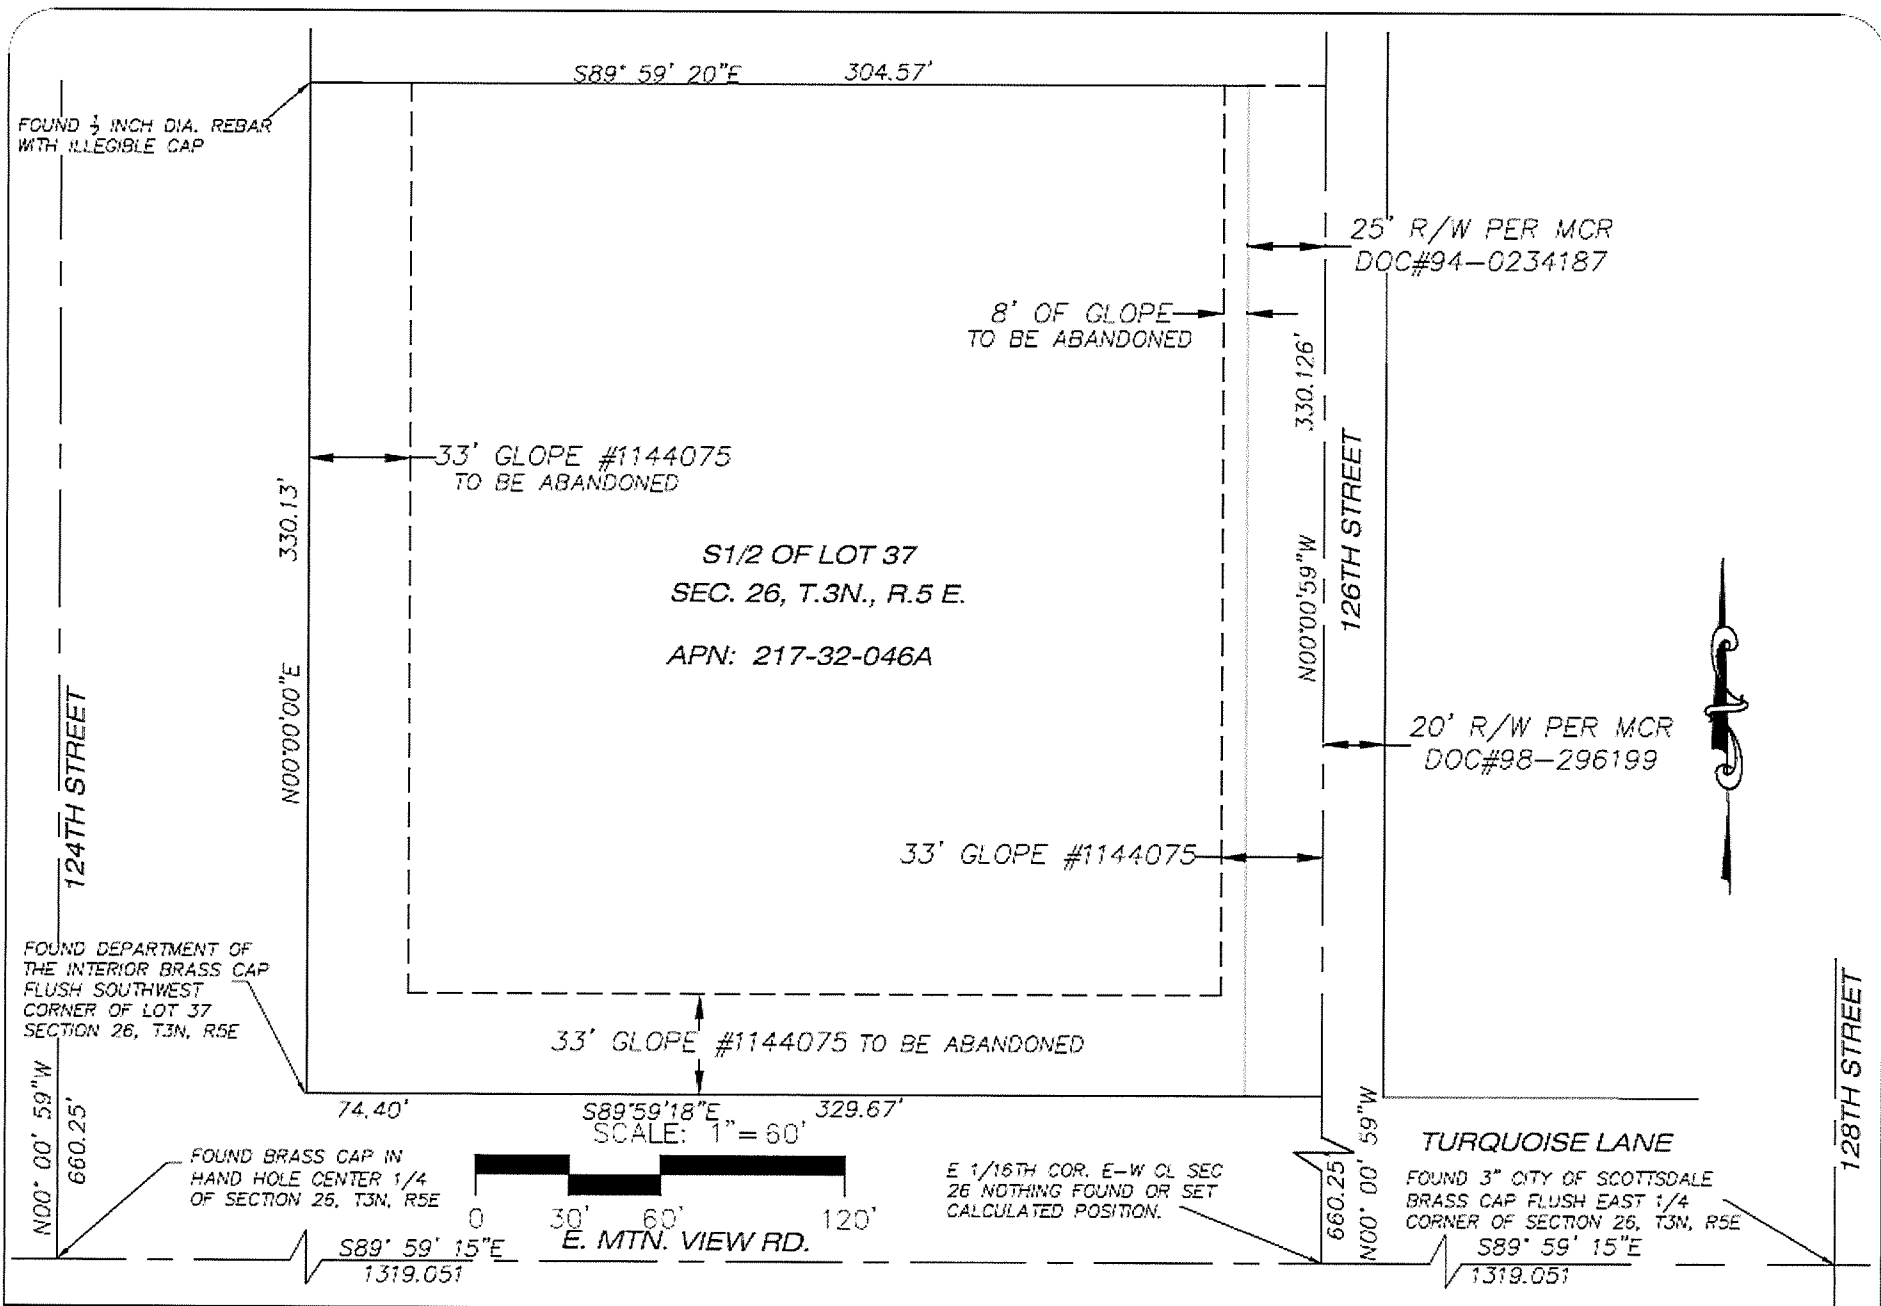 S89° 59' 20"E 304.57'
FOUND ½ INCH DIA. REBAR
WITH ILLEGIBLE CAP
25' R/W PER MCR
DOC#94-0234187
8' OF GLOPE
TO BE ABANDONED
330.126'
33' GLOPE #1144075
TO BE ABANDONED
330.13'
N00°00'00"E
S1/2 OF LOT 37
SEC. 26, T.3N., R.5 E.
APN: 217-32-046A
N00°00'59"W
126TH STREET
124TH STREET
20' R/W PER MCR
DOC#98-296199
33' GLOPE #1144075
FOUND DEPARTMENT OF
THE INTERIOR BRASS CAP
FLUSH SOUTHWEST
CORNER OF LOT 37
SECTION 26, T3N, R5E
33' GLOPE #1144075 TO BE ABANDONED
128TH STREET
74.40' S89°59'18"E 329.67'
SCALE: 1"= 60'
N00° 00' 59"W
660.25'
FOUND BRASS CAP IN
HAND HOLE CENTER 1/4
OF SECTION 26, T3N, R5E
0 30' 60' 120'
E. MTN. VIEW RD.
S89° 59' 15"E
1319.051
E 1/16TH COR. E-W CL SEC
26 NOTHING FOUND OR SET
CALCULATED POSITION.
660.25'
N00° 00' 59"W
TURQUOISE LANE
FOUND 3" CITY OF SCOTTSDALE
BRASS CAP FLUSH EAST 1/4
CORNER OF SECTION 26, T3N, R5E
S89° 59' 15"E
1319.051